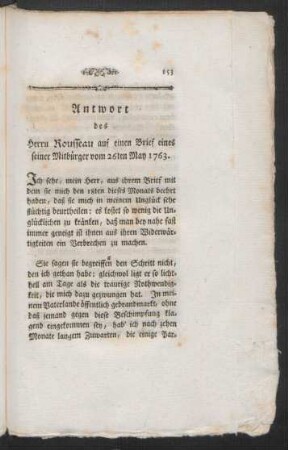 153
Antwort
des
Herrn Rousseau auf einen Brief eines
seiner Mitbürger vom 26ten May 1763.
Ich sehe, mein Herr, aus ihrem Brief mit
dem sie mich den 18den dieses Monats beehrt
haben, daß sie mich in meinem Unglück sehr
flüchtig beurtheilen: es kostet so wenig die Un-
glücklichen zu kränken, daß man bey nahe fast
immer geneigt ist ihnen aus ihren Widerwär-
tigkeiten ein Verbrechen zu machen.
Sie sagen sie begreiffen den Schritt nicht,
den ich gethan habe; gleichwol ligt er so licht-
hell am Tage als die traurige Nothwendig-
keit, die mich dazu gezwungen hat. In mei-
nem Vaterlande öffentlich gebrandmarkt, ohne
daß jemand gegen diese Beschimpfung kla-
gend eingekommen sey, hab' ich nach zehen
Monate langem Zuwarten, die einige Par-